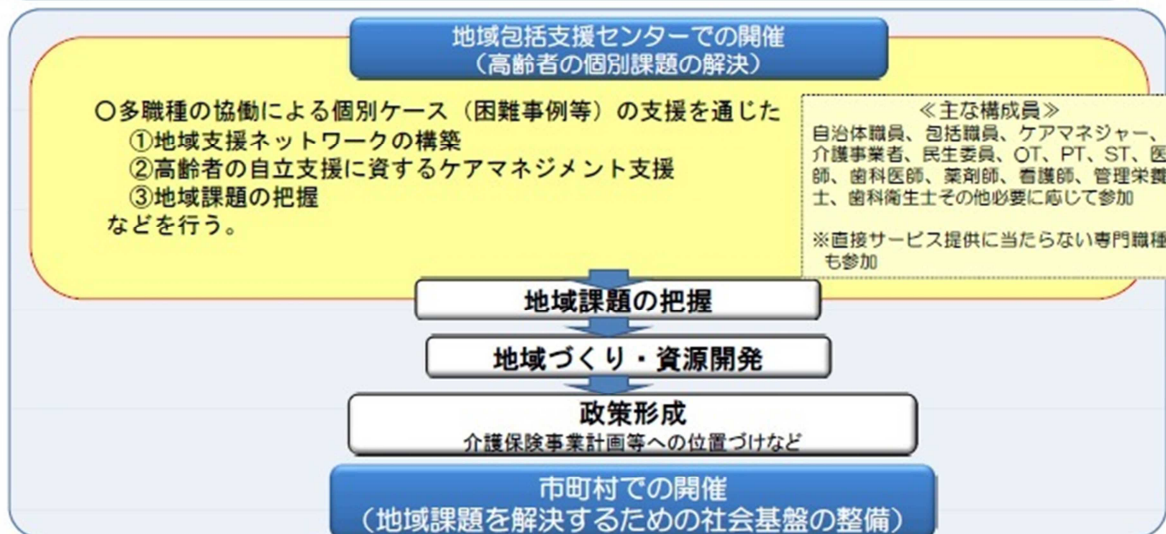 地域包括支援センターでの開催
（高齢者の個別課題の解決）
○多職種の協働による個別ケース（困難事例等）の支援を通じた
①地域支援ネットワークの構築
②高齢者の自立支援に資するケアマネジメント支援
③地域課題の把握
などを行う。
≪主な構成員≫
自治体職員、包括職員、ケアマネジャー、
介護事業者、民生委員、OT、PT、ST、医
師、歯科医師、薬剤師、看護師、管理栄養
士、歯科衛生士その他必要に応じて参加
※直接サービス提供に当たらない専門職種
も参加
地域課題の把握
地域づくり・資源開発
政策形成
介護保険事業計画等への位置づけなど
市町村での開催
（地域課題を解決するための社会基盤の整備）